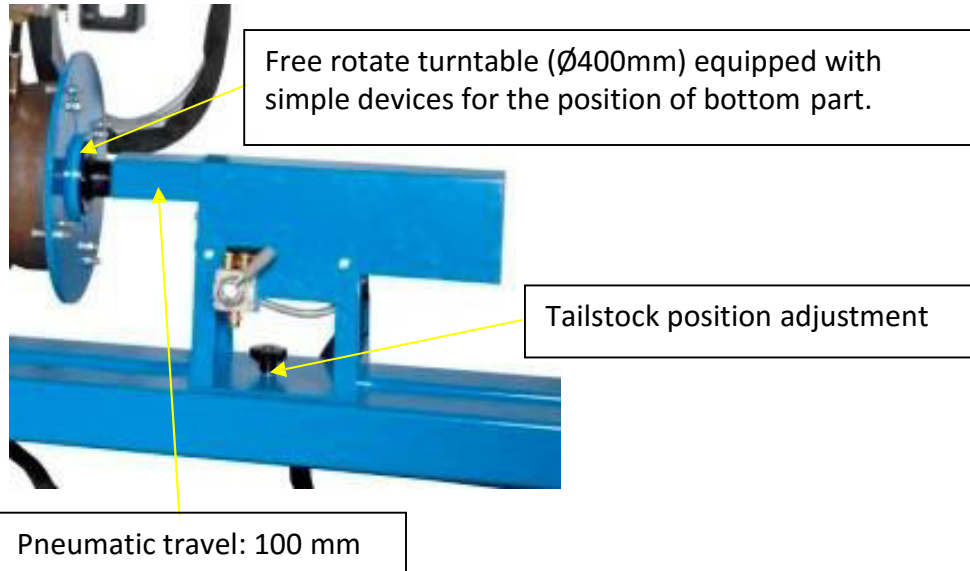 Free rotate turntable (Ø400mm) equipped with
simple devices for the position of bottom part.
Tailstock position adjustment
Pneumatic travel: 100 mm